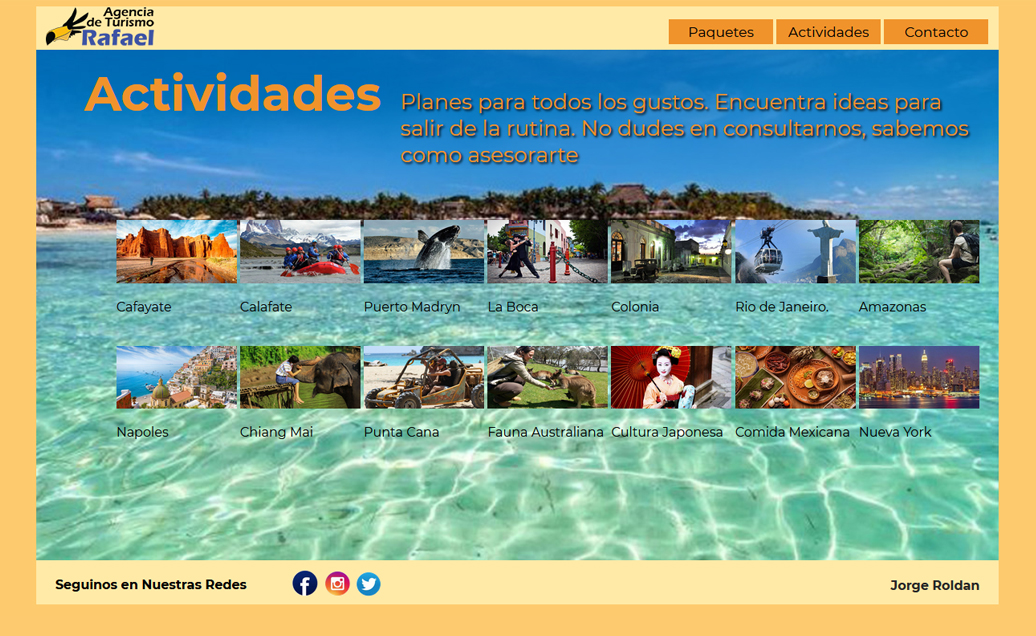 Agencia
de Turismo
Rafael
Paquetes
Actividades
Contacto
Actividades
Planes para todos los gustos. Encuentra ideas para
salir de la rutina. No dudes en consultarnos, sabemos
como asesorarte
Cafayate
Calafate
Puerto Madryn
La Boca
Colonia
Rio de Janeiro.
Amazonas
Napoles
Chiang Mai
Punta Cana
Fauna Australiana
Cultura Japonesa
Comida Mexicana
Nueva York
Seguinos en Nuestras Redes
Jorge Roldan